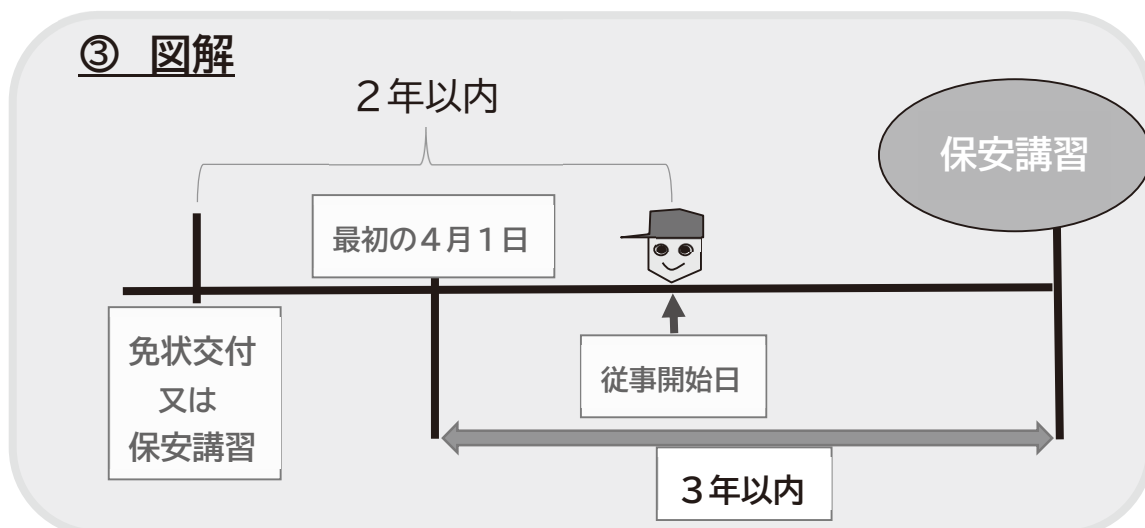 ③ 図解
２年以内
保安講習
最初の４月１日
免状交付
又は
保安講習
従事開始日
３年以内